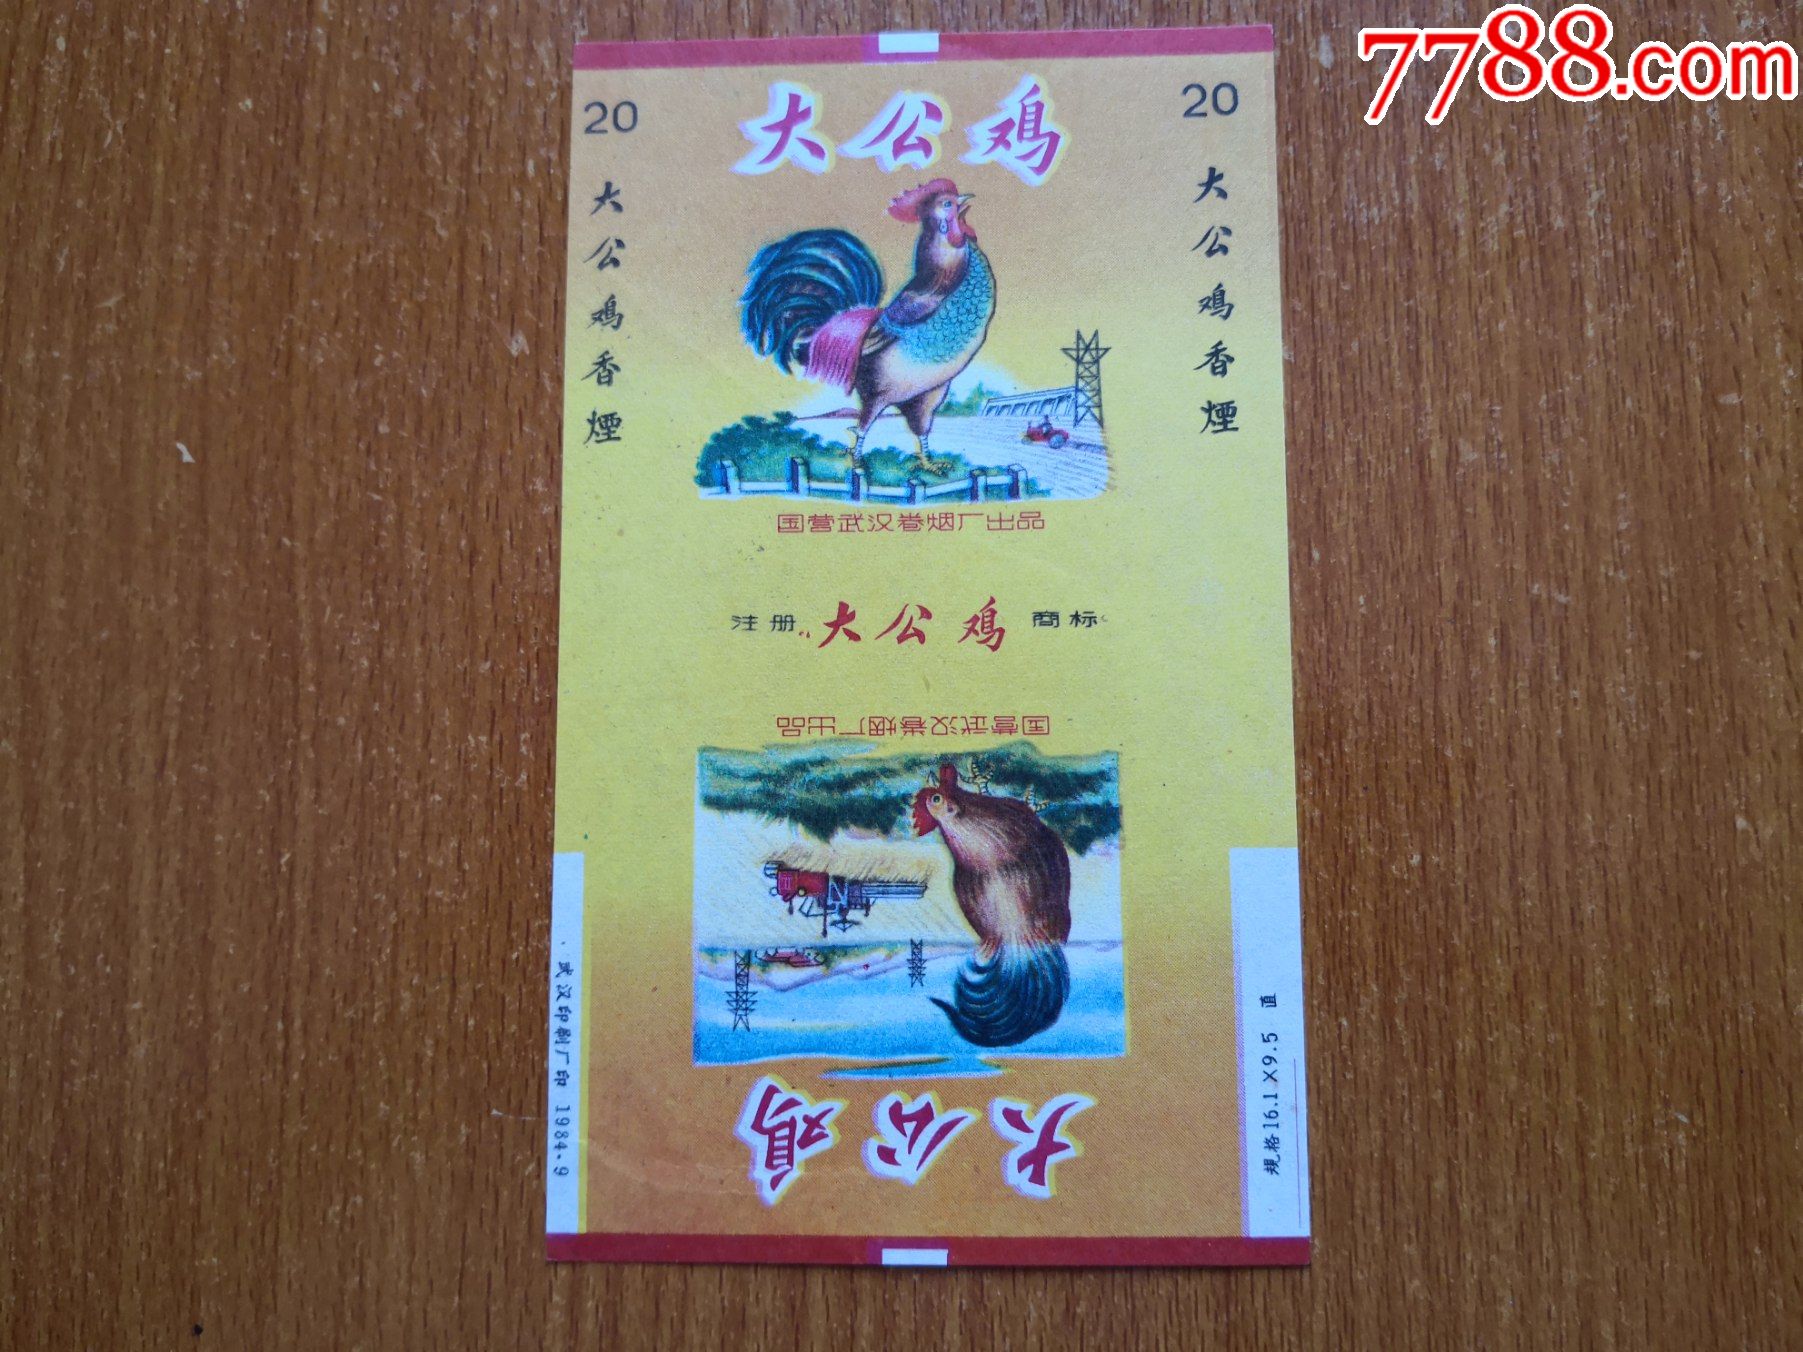 7788.com
20
大公鸡
20
大公鸡香煙
大公鸡香煙
国营武汉卷烟厂出品
注册
大公鸡
商标
国营武汉卷烟厂出品
大公鸡
武汉印刷厂印 1984.9
规格16.1×9.5 直